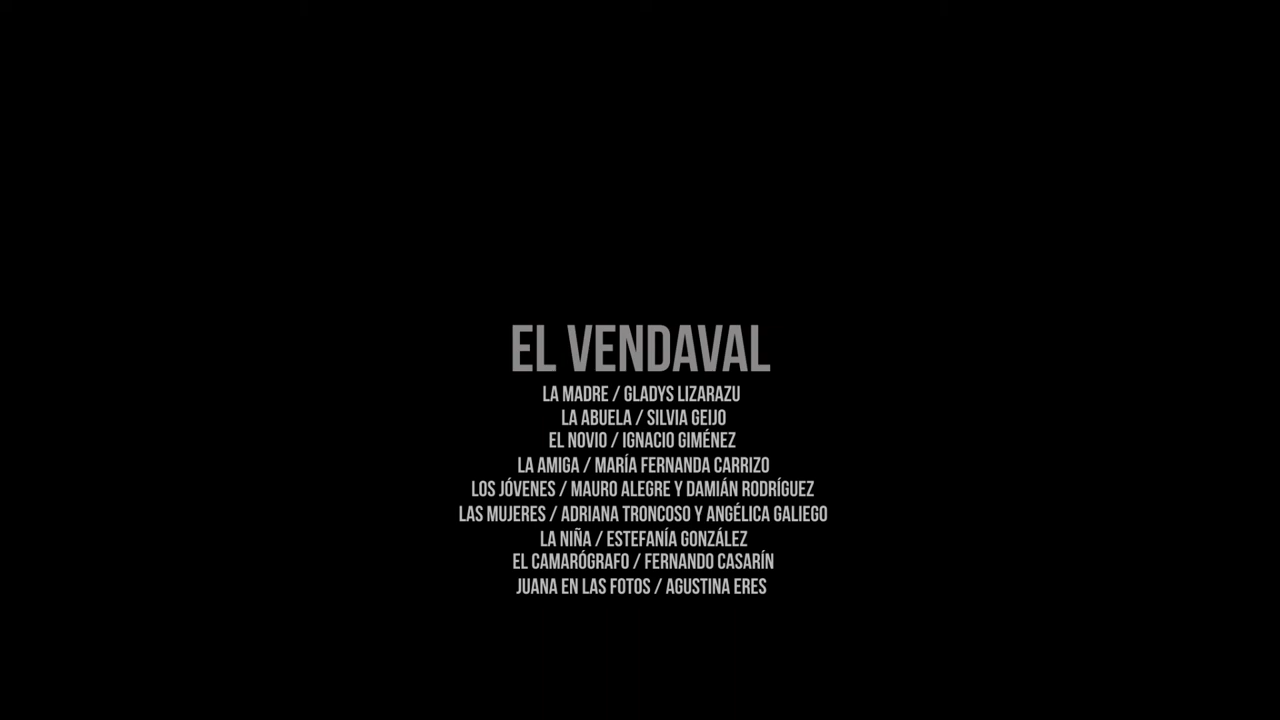 EL VENDAVAL
LA MADRE / GLADYS LIZARAZU
LA ABUELA / SILVIA GEIJO
EL NOVIO / IGNACIO GIMÉNEZ
LA AMIGA / MARÍA FERNANDA CARRIZO
LOS JÓVENES / MAURO ALEGRE Y DAMIÁN RODRÍGUEZ
LAS MUJERES / ADRIANA TRONCOSO Y ANGÉLICA GALIEGO
LA NIÑA / ESTEFANÍA GONZÁLEZ
EL CAMARÓGRAFO / FERNANDO CASARÍN
JUANA EN LAS FOTOS / AGUSTINA ERES